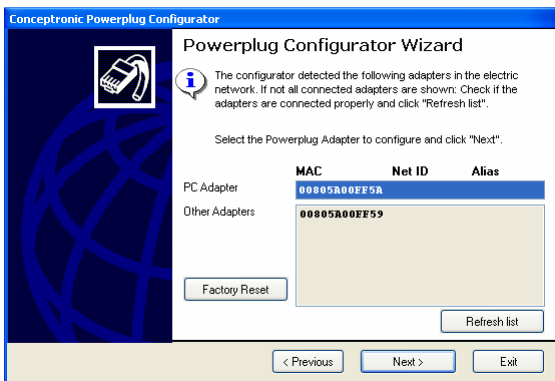 Conceptronic Powerplug Configurator
Powerplug Configurator Wizard
The configurator detected the following adapters in the electric
network. If not all connected adapters are shown: Check if the
adapters are connected properly and click "Refresh list".
Select the Powerplug Adapter to configure and click "Next".
MAC Net ID Alias
PC Adapter 00805A00FF5A
Other Adapters 00805A00FF59
Factory Reset
Refresh list
< Previous Next > Exit